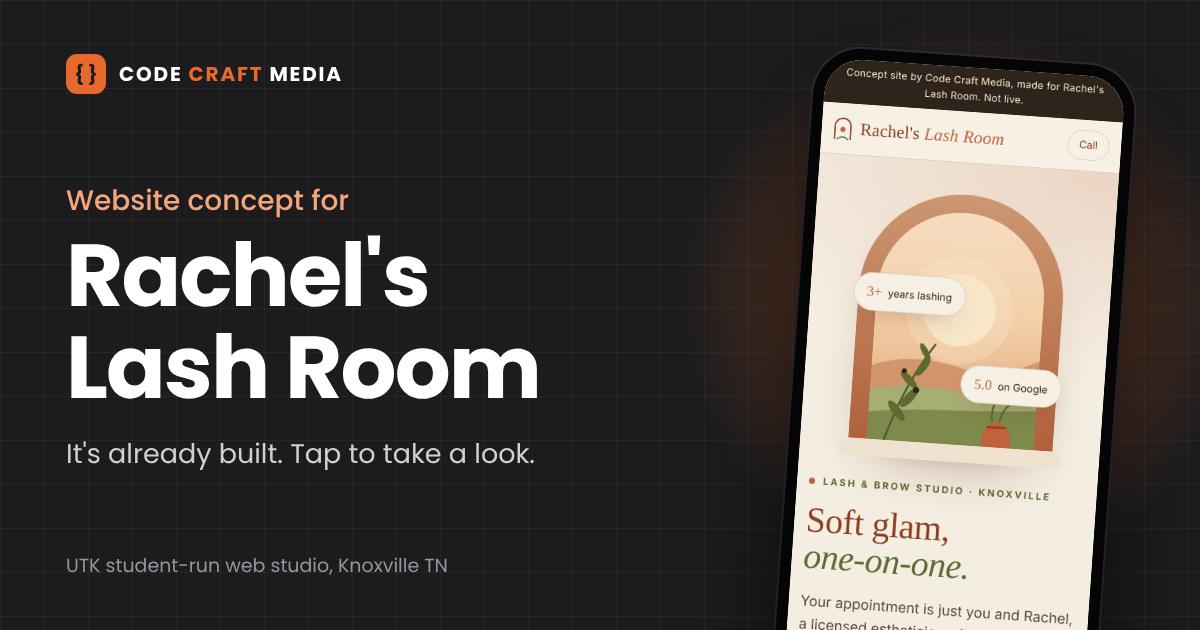 { } CODE CRAFT MEDIA
Website concept for
Rachel's
Lash Room
It's already built. Tap to take a look.
UTK student-run web studio, Knoxville TN
Concept site by Code Craft Media, made for Rachel's
Lash Room. Not live.
Rachel's Lash Room
Call
3+ years lashing
5.0 on Google
LASH & BROW STUDIO · KNOXVILLE
Soft glam,
one-on-one.
Your appointment is just you and Rachel,
a licensed